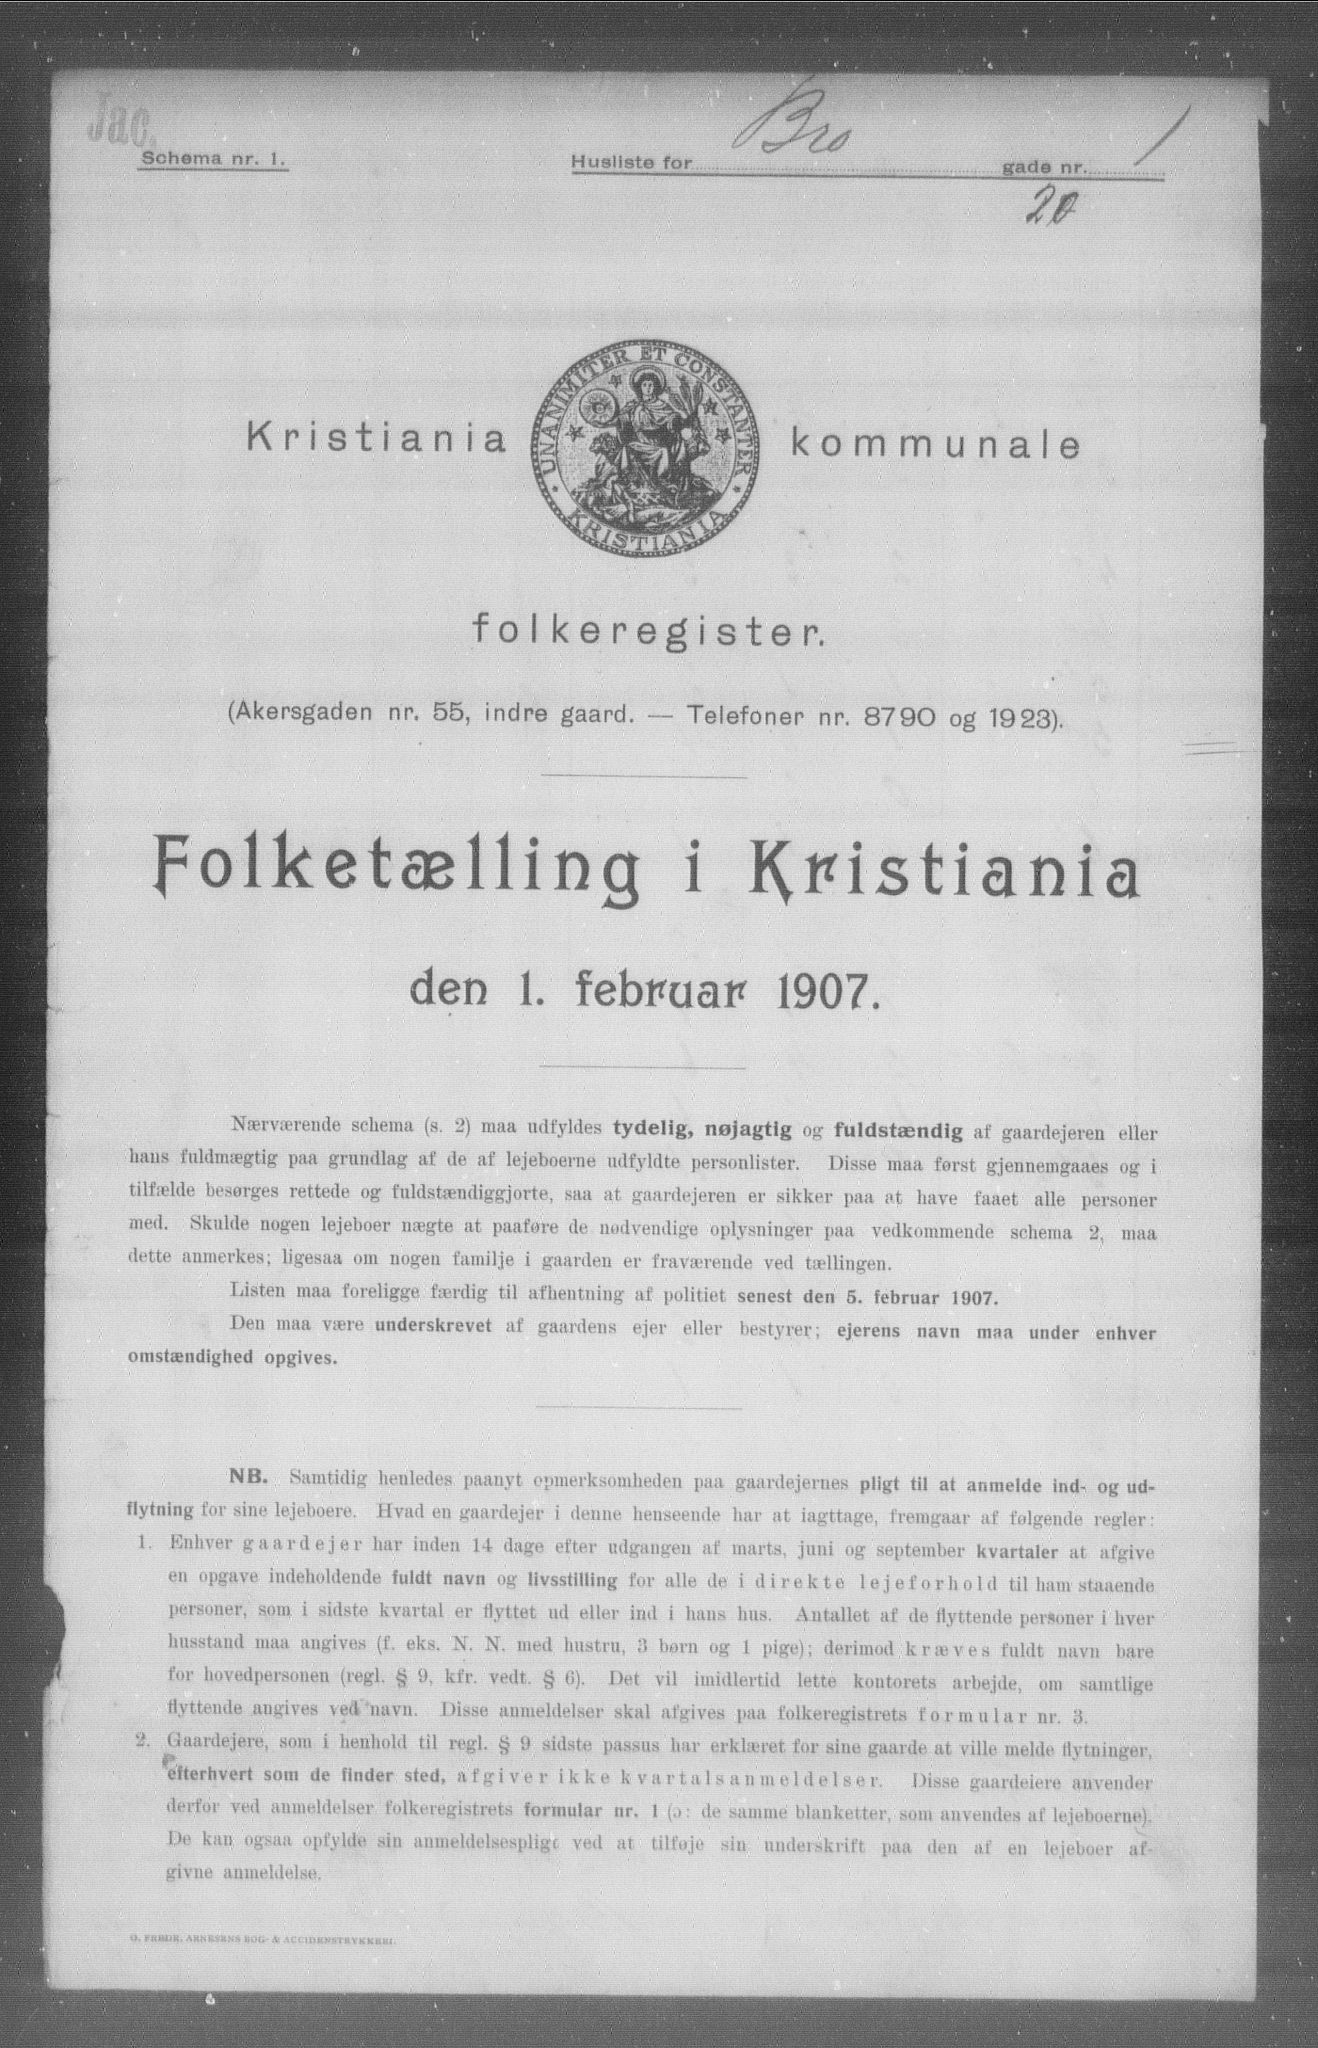 Jac.
Schema nr. 1.
Husliste for Bro gade nr. 1
20
UNANIMITER ET CONSTANTER
KRISTIANIA
Kristiania kommunale
folkeregister.
(Akersgaden nr. 55, indre gaard. — Telefoner nr. 8790 og 1923).
Folketælling i Kristiania
den 1. februar 1907.
Nærværende schema (s. 2) maa udfyldes tydelig, nøjagtig og fuldstændig af gaardejeren eller
hans fuldmægtig paa grundlag af de af lejeboerne udfyldte personlister. Disse maa først gjennemgaaes og i
tilfælde besørges rettede og fuldstændiggjorte, saa at gaardejeren er sikker paa at have faaet alle personer
med. Skulde nogen lejeboer nægte at paaføre de nødvendige oplysninger paa vedkommende schema 2, maa
dette anmerkes; ligesaa om nogen familje i gaarden er fraværende ved tællingen.
Listen maa foreligge færdig til afhentning af politiet senest den 5. februar 1907.
Den maa være underskrevet af gaardens ejer eller bestyrer; ejerens navn maa under enhver
omstændighed opgives.
NB. Samtidig henledes paanyt opmerksomheden paa gaardejernes pligt til at anmelde ind- og ud-
flytning for sine lejeboere. Hvad en gaardejer i denne henseende har at iagttage, fremgaar af følgende regler:
1. Enhver gaardejer har inden 14 dage efter udgangen af marts, juni og september kvartaler at afgive
en opgave indeholdende fuldt navn og livsstilling for alle de i direkte lejeforhold til ham staaende
personer, som i sidste kvartal er flyttet ud eller ind i hans hus. Antallet af de flyttende personer i hver
husstand maa angives (f. eks. N. N. med hustru, 3 børn og 1 pige); derimod kræves fuldt navn bare
for hovedpersonen (regl. § 9, kfr. vedt. § 6). Det vil imidlertid lette kontorets arbejde, om samtlige
flyttende angives ved navn. Disse anmeldelser skal afgives paa folkeregistrets formular nr. 3.
2. Gaardejere, som i henhold til regl. § 9 sidste passus har erklæret for sine gaarde at ville melde flytninger,
efterhvert som de finder sted, afgiver ikke kvartalsanmeldelser. Disse gaardeiere anvender
derfor ved anmeldelser folkeregistrets formular nr. 1 (ɔ: de samme blanketter, som anvendes af lejeboerne).
De kan ogsaa opfylde sin anmeldelsespligt ved at tilføje sin underskrift paa den af en lejeboer af-
givne anmeldelse.
O. FREDR. ARNESENS BOG- & ACCIDENSTRYKKERI.